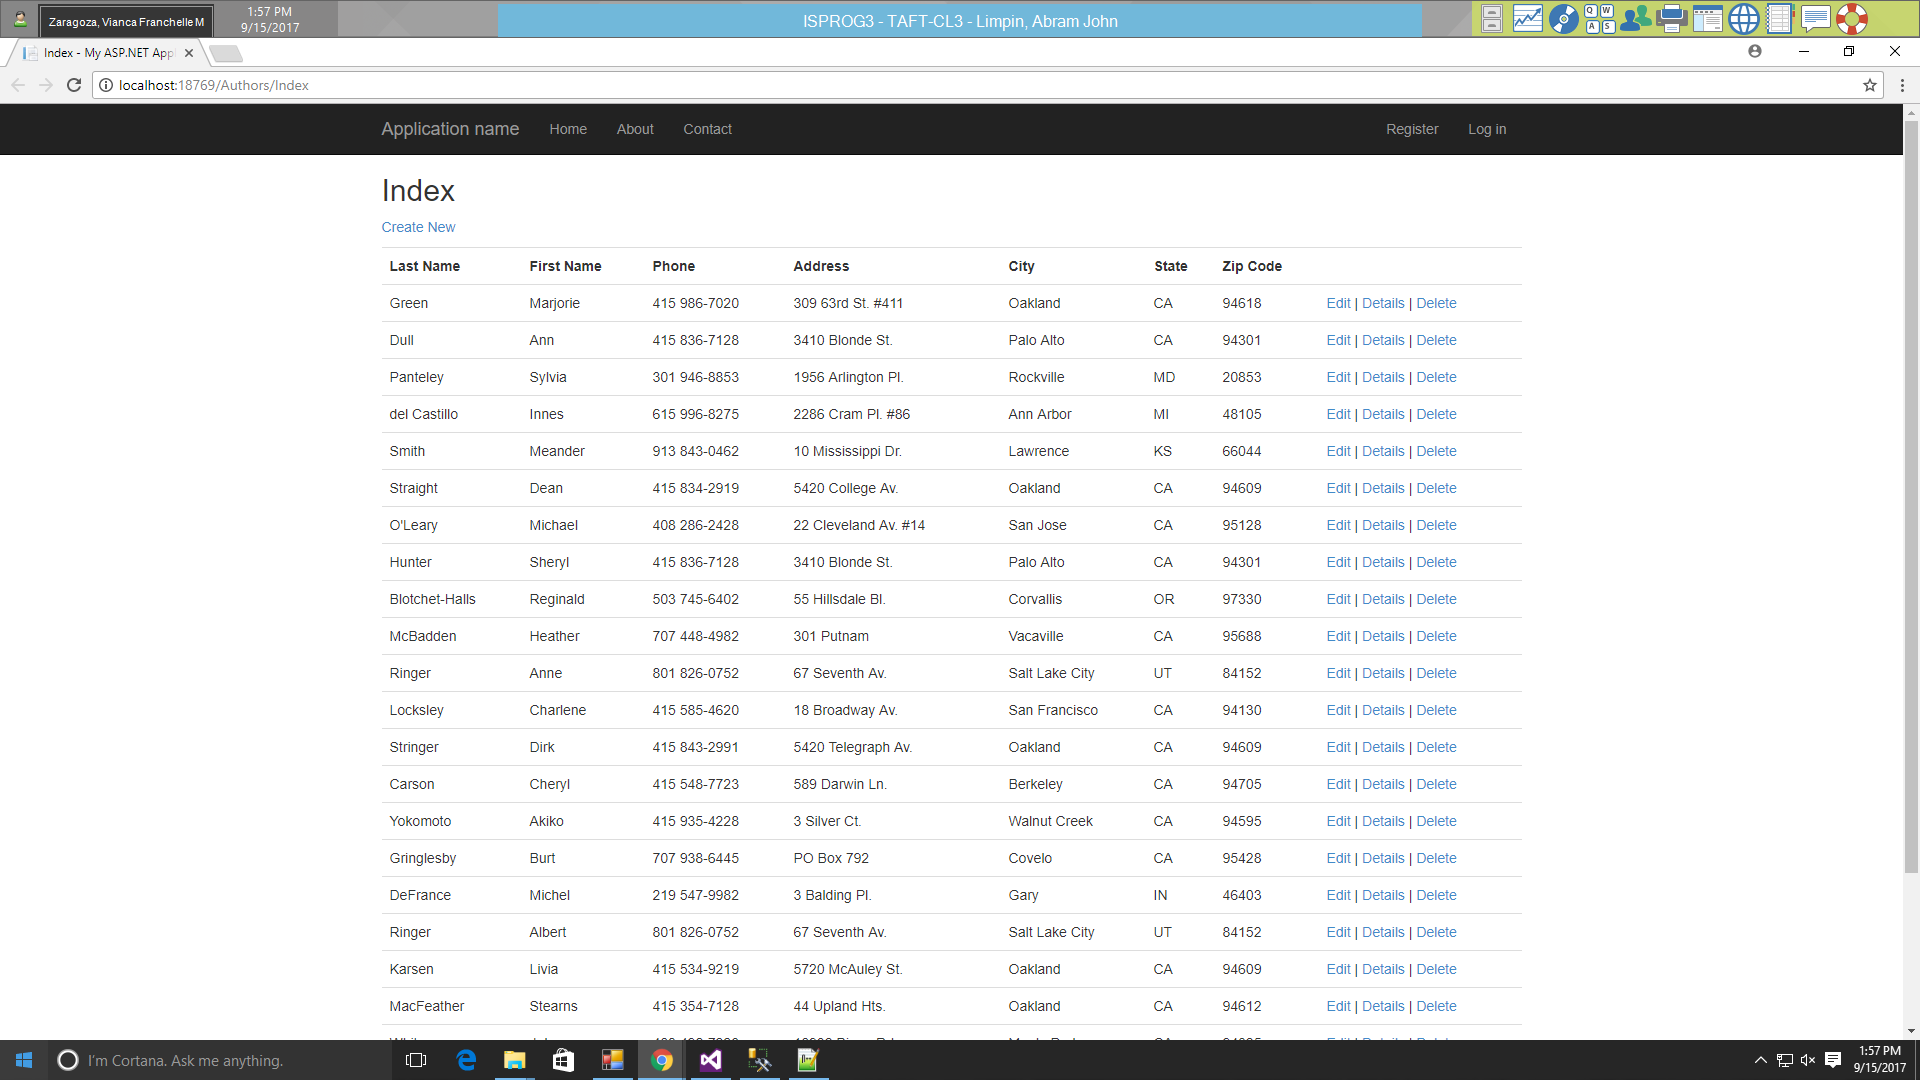 Zaragoza, Vianca Franchelle M
1:57 PM
9/15/2017
ISPROG3 - TAFT-CL3 - Limpin, Abram John
Q W
A S
Index - My ASP.NET App
localhost:18769/Authors/Index
Application name Home About Contact Register Log in
Index
Create New
Last Name First Name Phone Address City State Zip Code
Green Marjorie 415 986-7020 309 63rd St. #411 Oakland CA 94618 Edit | Details | Delete
Dull Ann 415 836-7128 3410 Blonde St. Palo Alto CA 94301 Edit | Details | Delete
Panteley Sylvia 301 946-8853 1956 Arlington Pl. Rockville MD 20853 Edit | Details | Delete
del Castillo Innes 615 996-8275 2286 Cram Pl. #86 Ann Arbor MI 48105 Edit | Details | Delete
Smith Meander 913 843-0462 10 Mississippi Dr. Lawrence KS 66044 Edit | Details | Delete
Straight Dean 415 834-2919 5420 College Av. Oakland CA 94609 Edit | Details | Delete
O'Leary Michael 408 286-2428 22 Cleveland Av. #14 San Jose CA 95128 Edit | Details | Delete
Hunter Sheryl 415 836-7128 3410 Blonde St. Palo Alto CA 94301 Edit | Details | Delete
Blotchet-Halls Reginald 503 745-6402 55 Hillsdale Bl. Corvallis OR 97330 Edit | Details | Delete
McBadden Heather 707 448-4982 301 Putnam Vacaville CA 95688 Edit | Details | Delete
Ringer Anne 801 826-0752 67 Seventh Av. Salt Lake City UT 84152 Edit | Details | Delete
Locksley Charlene 415 585-4620 18 Broadway Av. San Francisco CA 94130 Edit | Details | Delete
Stringer Dirk 415 843-2991 5420 Telegraph Av. Oakland CA 94609 Edit | Details | Delete
Carson Cheryl 415 548-7723 589 Darwin Ln. Berkeley CA 94705 Edit | Details | Delete
Yokomoto Akiko 415 935-4228 3 Silver Ct. Walnut Creek CA 94595 Edit | Details | Delete
Gringlesby Burt 707 938-6445 PO Box 792 Covelo CA 95428 Edit | Details | Delete
DeFrance Michel 219 547-9982 3 Balding Pl. Gary IN 46403 Edit | Details | Delete
Ringer Albert 801 826-0752 67 Seventh Av. Salt Lake City UT 84152 Edit | Details | Delete
Karsen Livia 415 534-9219 5720 McAuley St. Oakland CA 94609 Edit | Details | Delete
MacFeather Stearns 415 354-7128 44 Upland Hts. Oakland CA 94612 Edit | Details | Delete
I'm Cortana. Ask me anything.
1:57 PM
9/15/2017